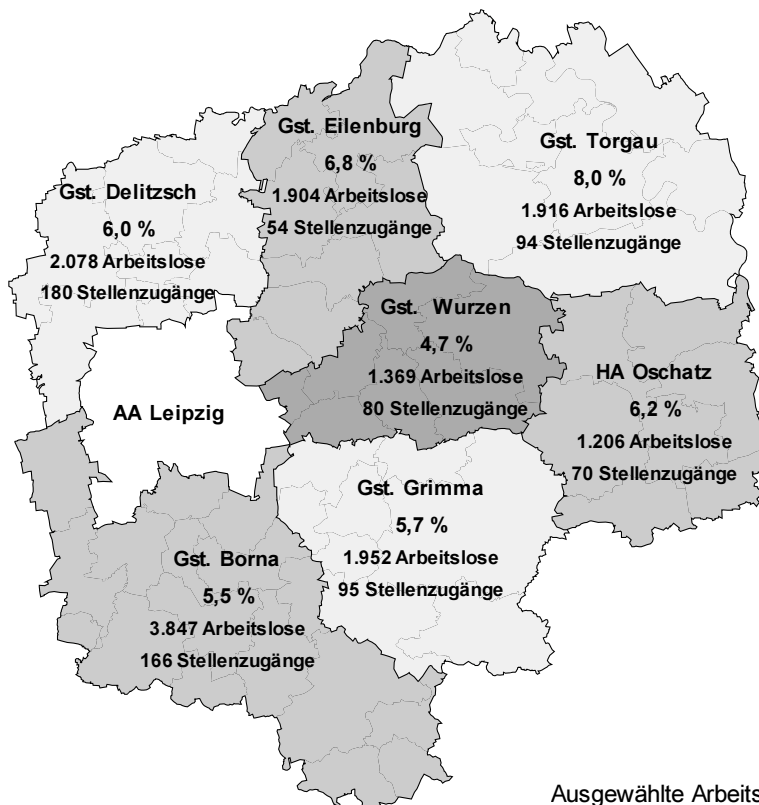 Gst. Eilenburg
6,8 %
1.904 Arbeitslose
54 Stellenzugänge
Gst. Torgau
8,0 %
1.916 Arbeitslose
94 Stellenzugänge
Gst. Delitzsch
6,0 %
2.078 Arbeitslose
180 Stellenzugänge
Gst. Wurzen
4,7 %
1.369 Arbeitslose
80 Stellenzugänge
HA Oschatz
6,2 %
1.206 Arbeitslose
70 Stellenzugänge
AA Leipzig
Gst. Grimma
5,7 %
1.952 Arbeitslose
95 Stellenzugänge
Gst. Borna
5,5 %
3.847 Arbeitslose
166 Stellenzugänge
Ausgewählte Arbeits